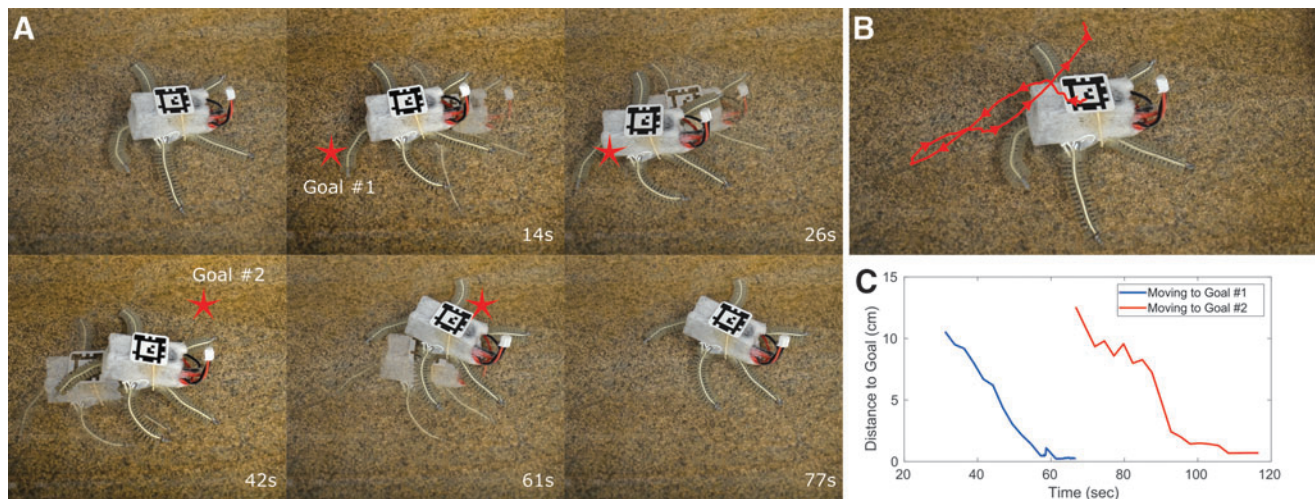 A
Goal #1
14s
26s
Goal #2
42s
61s
77s
B
C
15
10
5
0
Distance to Goal (cm)
Moving to Goal #1
Moving to Goal #2
20
40
60
80
100
120
Time (sec)